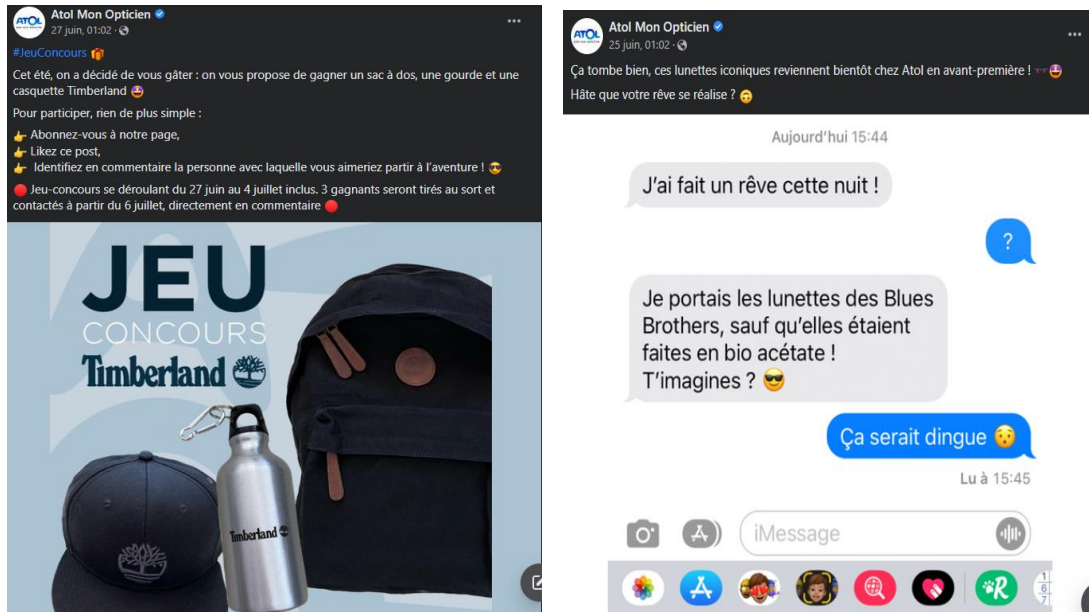 Atol Mon Opticien
27 juin, 01:02 ·
#JeuConcours 🎁
Cet été, on a décidé de vous gâter : on vous propose de gagner un sac à dos, une gourde et une
casquette Timberland 🤩
Pour participer, rien de plus simple :
👉 Abonnez-vous à notre page,
👉 Likez ce post,
👉 Identifiez en commentaire la personne avec laquelle vous aimeriez partir à l'aventure ! 😎
🔴 Jeu-concours se déroulant du 27 juin au 4 juillet inclus. 3 gagnants seront tirés au sort et
contactés à partir du 6 juillet, directement en commentaire 🔴
JEU
CONCOURS
Timberland
Timberland
ATOL
Atol Mon Opticien
25 juin, 01:02 ·
Ça tombe bien, ces lunettes iconiques reviennent bientôt chez Atol en avant-première ! 🕶️🤩
Hâte que votre rêve se réalise ? 🙃
Aujourd'hui 15:44
J'ai fait un rêve cette nuit !
?
Je portais les lunettes des Blues
Brothers, sauf qu'elles étaient
faites en bio acétate !
T'imagines ? 😎
Ça serait dingue 😯
Lu à 15:45
iMessage
R
1
6
7